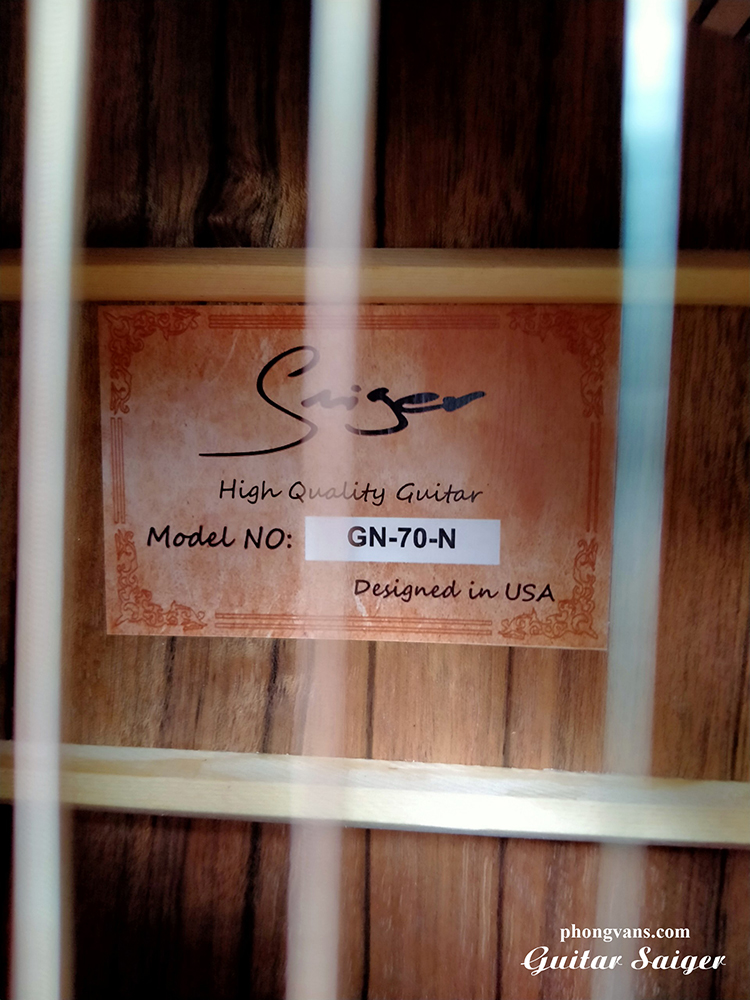 Saiger
High Quality Guitar
Model NO: GN-70-N
Designed in USA
phongvans.com
Guitar Saiger